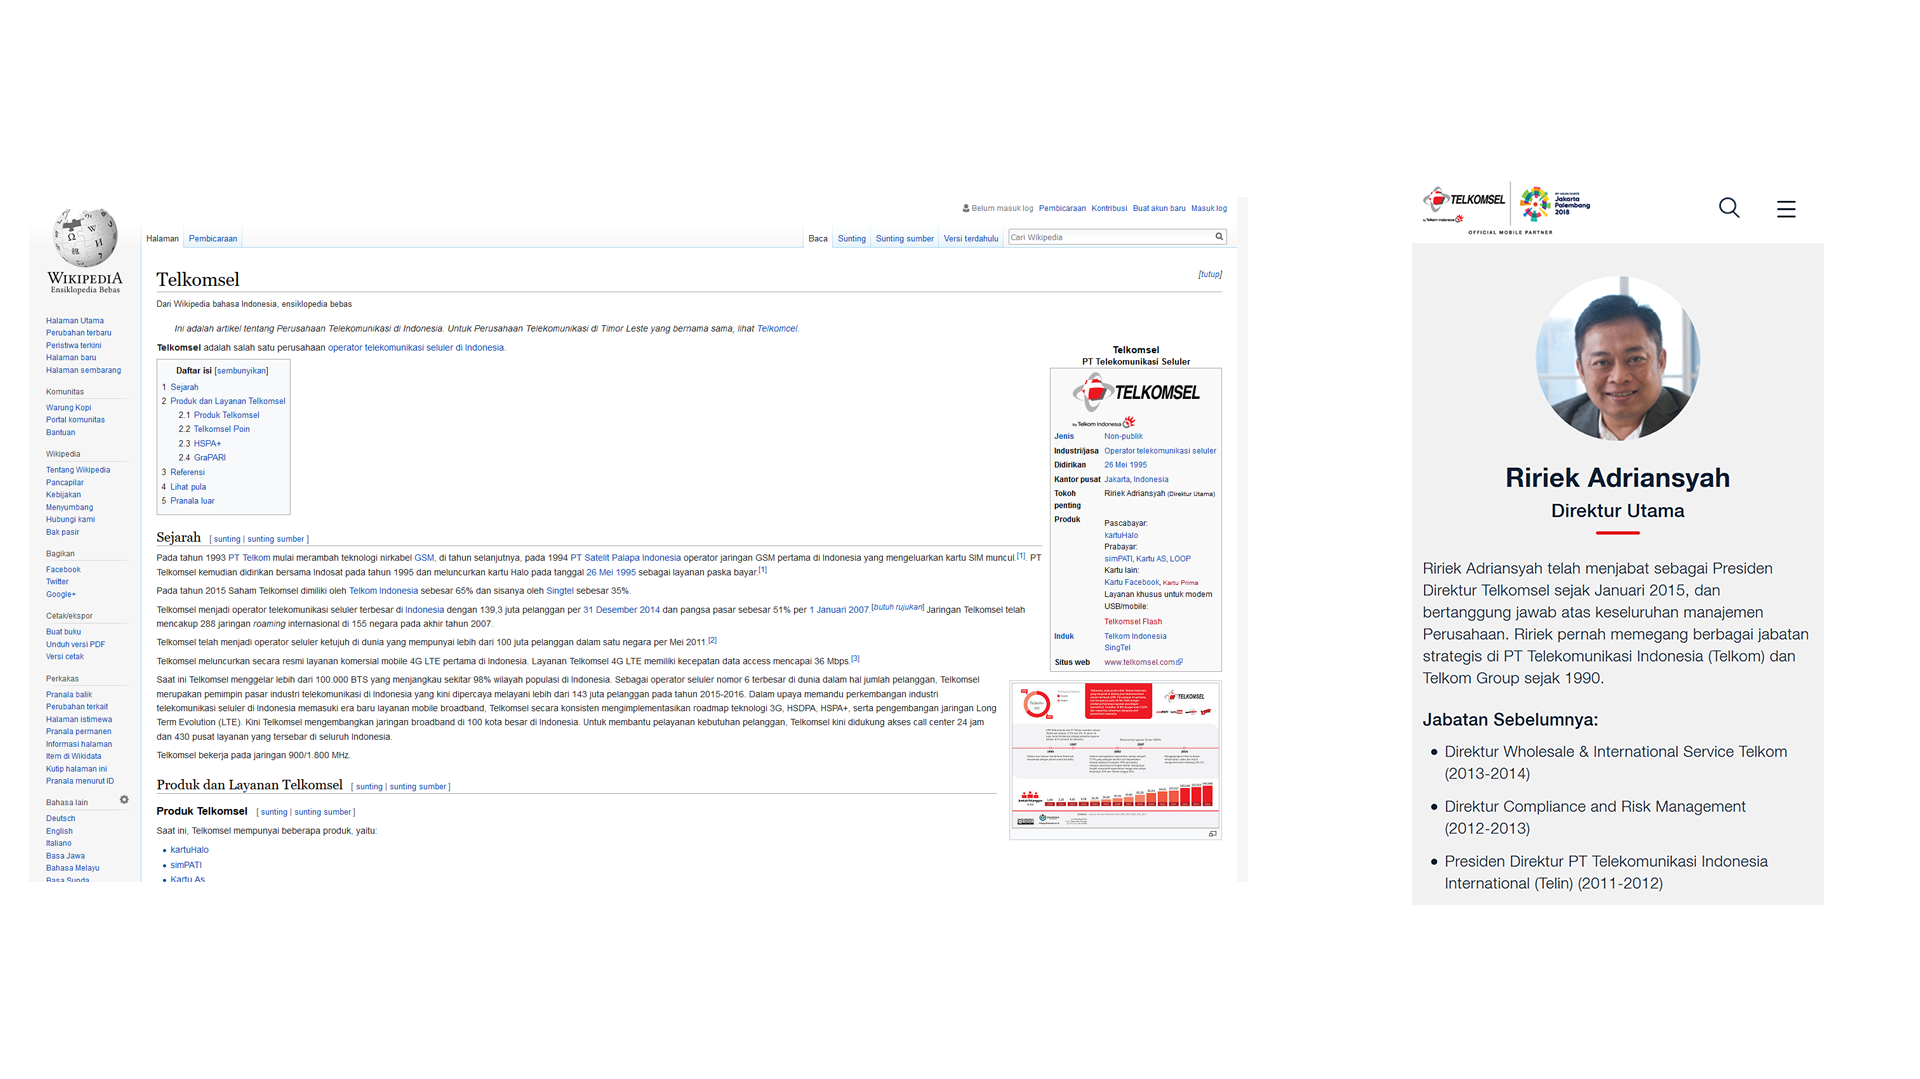 WIKIPEDIA
Ensiklopedia Bebas
Halaman Utama
Perubahan terbaru
Peristiwa terkini
Halaman baru
Halaman sembarang
Komunitas
Warung Kopi
Portal komunitas
Bantuan
Wikipedia
Tentang Wikipedia
Pancapilar
Kebijakan
Menyumbang
Hubungi kami
Bak pasir
Bagikan
Facebook
Twitter
Google+
Cetak/ekspor
Buat buku
Unduh versi PDF
Versi cetak
Perkakas
Pranala balik
Perubahan terkait
Halaman istimewa
Pranala permanen
Informasi halaman
Item di Wikidata
Kutip halaman ini
Pranala menurut ID
Bahasa lain
Deutsch
English
Italiano
Basa Jawa
Bahasa Melayu
Basa Sunda
Belum masuk log Pembicaraan Kontribusi Buat akun baru Masuk log
Halaman Pembicaraan Baca Sunting Sunting sumber Versi terdahulu Cari Wikipedia
Telkomsel [tutup]
Dari Wikipedia bahasa Indonesia, ensiklopedia bebas
Ini adalah artikel tentang Perusahaan Telekomunikasi di Indonesia. Untuk Perusahaan Telekomunikasi di Timor Leste yang bernama sama, lihat Telkomcel.
Telkomsel adalah salah satu perusahaan operator telekomunikasi seluler di Indonesia.
Daftar isi [sembunyikan]
1 Sejarah
2 Produk dan Layanan Telkomsel
2.1 Produk Telkomsel
2.2 Telkomsel Poin
2.3 HSPA+
2.4 GraPARI
3 Referensi
4 Lihat pula
5 Pranala luar
Sejarah [ sunting | sunting sumber ]
Pada tahun 1993 PT Telkom mulai merambah teknologi nirkabel GSM, di tahun selanjutnya, pada 1994 PT Satelit Palapa Indonesia operator jaringan GSM pertama di Indonesia yang mengeluarkan kartu SIM muncul.[1]. PT
Telkomsel kemudian didirikan bersama Indosat pada tahun 1995 dan meluncurkan kartu Halo pada tanggal 26 Mei 1995 sebagai layanan paska bayar.[1]
Pada tahun 2015 Saham Telkomsel dimiliki oleh Telkom Indonesia sebesar 65% dan sisanya oleh Singtel sebesar 35%.
Telkomsel menjadi operator telekomunikasi seluler terbesar di Indonesia dengan 139,3 juta pelanggan per 31 Desember 2014 dan pangsa pasar sebesar 51% per 1 Januari 2007.[butuh rujukan] Jaringan Telkomsel telah
mencakup 288 jaringan roaming internasional di 155 negara pada akhir tahun 2007.
Telkomsel telah menjadi operator seluler ketujuh di dunia yang mempunyai lebih dari 100 juta pelanggan dalam satu negara per Mei 2011.[2]
Telkomsel meluncurkan secara resmi layanan komersial mobile 4G LTE pertama di Indonesia. Layanan Telkomsel 4G LTE memiliki kecepatan data access mencapai 36 Mbps.[3]
Saat ini Telkomsel menggelar lebih dari 100.000 BTS yang menjangkau sekitar 98% wilayah populasi di Indonesia. Sebagai operator seluler nomor 6 terbesar di dunia dalam hal jumlah pelanggan, Telkomsel
merupakan pemimpin pasar industri telekomunikasi di Indonesia yang kini dipercaya melayani lebih dari 143 juta pelanggan pada tahun 2015-2016. Dalam upaya memandu perkembangan industri
telekomunikasi seluler di Indonesia memasuki era baru layanan mobile broadband, Telkomsel secara konsisten mengimplementasikan roadmap teknologi 3G, HSDPA, HSPA+, serta pengembangan jaringan Long
Term Evolution (LTE). Kini Telkomsel mengembangkan jaringan broadband di 100 kota besar di Indonesia. Untuk membantu pelayanan kebutuhan pelanggan, Telkomsel kini didukung akses call center 24 jam
dan 430 pusat layanan yang tersebar di seluruh Indonesia.
Telkomsel bekerja pada jaringan 900/1.800 MHz.
Produk dan Layanan Telkomsel [ sunting | sunting sumber ]
Produk Telkomsel [ sunting | sunting sumber ]
Saat ini, Telkomsel mempunyai beberapa produk, yaitu:
kartuHalo
simPATI
Kartu As
Telkomsel
PT Telekomunikasi Seluler
TELKOMSEL
by Telkom Indonesia
Jenis Non-publik
Industri/jasa Operator telekomunikasi seluler
Didirikan 26 Mei 1995
Kantor pusat Jakarta, Indonesia
Tokoh penting Ririek Adriansyah (Direktur Utama)
Produk
Pascabayar:
kartuHalo
Prabayar:
simPATI, Kartu AS, LOOP
Kartu lain:
Kartu Facebook, Kartu Prima
Layanan khusus untuk modem
USB/mobile:
Telkomsel Flash
Induk Telkom Indonesia
SingTel
Situs web www.telkomsel.com
TELKOMSEL
by Telkom Indonesia
Jakarta
Palembang
2018
OFFICIAL MOBILE PARTNER
Ririek Adriansyah
Direktur Utama
Ririek Adriansyah telah menjabat sebagai Presiden
Direktur Telkomsel sejak Januari 2015, dan
bertanggung jawab atas keseluruhan manajemen
Perusahaan. Ririek pernah memegang berbagai jabatan
strategis di PT Telekomunikasi Indonesia (Telkom) dan
Telkom Group sejak 1990.
Jabatan Sebelumnya:
Direktur Wholesale & International Service Telkom
(2013-2014)
Direktur Compliance and Risk Management
(2012-2013)
Presiden Direktur PT Telekomunikasi Indonesia
International (Telin) (2011-2012)